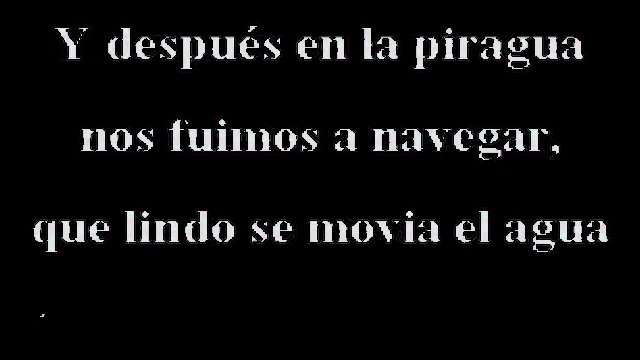 Y después en la piragua
nos fuimos a navegar,
que lindo se movia el agua